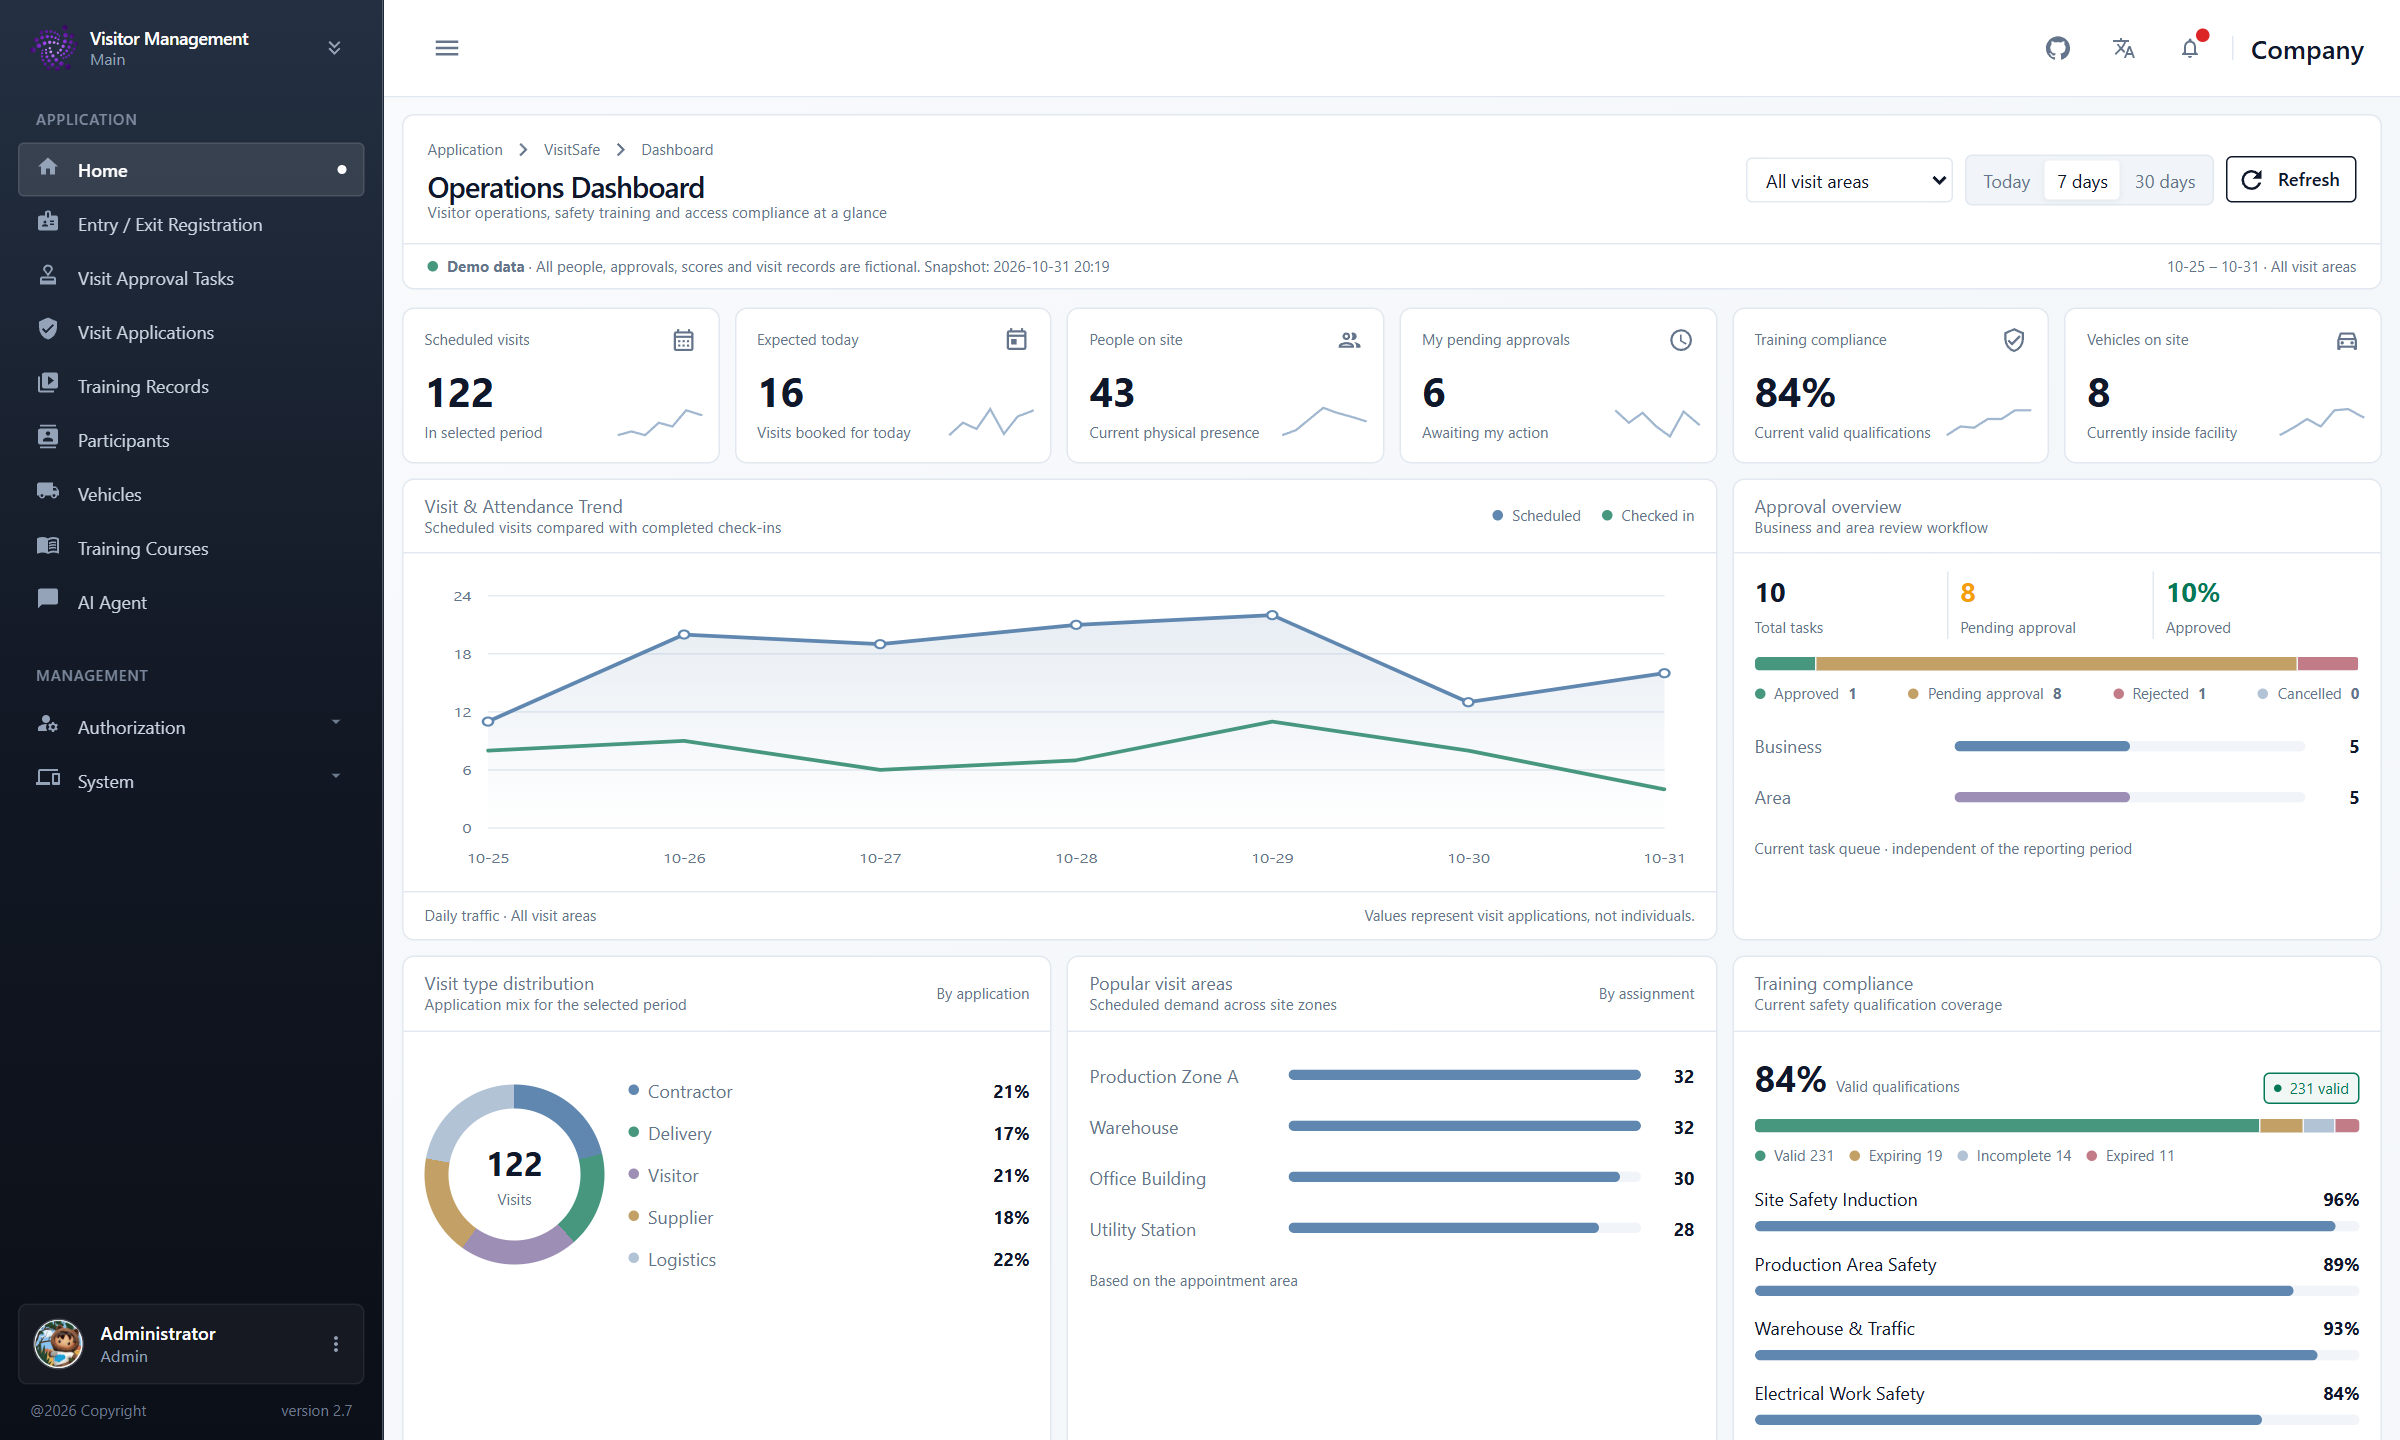 Visitor Management
Main
APPLICATION
Home
Entry / Exit Registration
Visit Approval Tasks
Visit Applications
Training Records
Participants
Vehicles
Training Courses
AI Agent
MANAGEMENT
Authorization
System
Administrator
Admin
@2026 Copyright version 2.7
Company
Application VisitSafe Dashboard
Operations Dashboard
Visitor operations, safety training and access compliance at a glance
All visit areas
Today 7 days 30 days
Refresh
Demo data · All people, approvals, scores and visit records are fictional. Snapshot: 2026-10-31 20:19
10-25 – 10-31 · All visit areas
Scheduled visits
122
In selected period
Expected today
16
Visits booked for today
People on site
43
Current physical presence
My pending approvals
6
Awaiting my action
Training compliance
84%
Current valid qualifications
Vehicles on site
8
Currently inside facility
Visit & Attendance Trend
Scheduled visits compared with completed check-ins
Scheduled Checked in
24
18
12
6
0
10-25 10-26 10-27 10-28 10-29 10-30 10-31
Daily traffic · All visit areas
Values represent visit applications, not individuals.
Approval overview
Business and area review workflow
10
Total tasks
8
Pending approval
10%
Approved
Approved 1 Pending approval 8 Rejected 1 Cancelled 0
Business 5
Area 5
Current task queue · independent of the reporting period
Visit type distribution
Application mix for the selected period
By application
122
Visits
Contractor 21%
Delivery 17%
Visitor 21%
Supplier 18%
Logistics 22%
Popular visit areas
Scheduled demand across site zones
By assignment
Production Zone A 32
Warehouse 32
Office Building 30
Utility Station 28
Based on the appointment area
Training compliance
Current safety qualification coverage
84% Valid qualifications
231 valid
Valid 231 Expiring 19 Incomplete 14 Expired 11
Site Safety Induction 96%
Production Area Safety 89%
Warehouse & Traffic 93%
Electrical Work Safety 84%